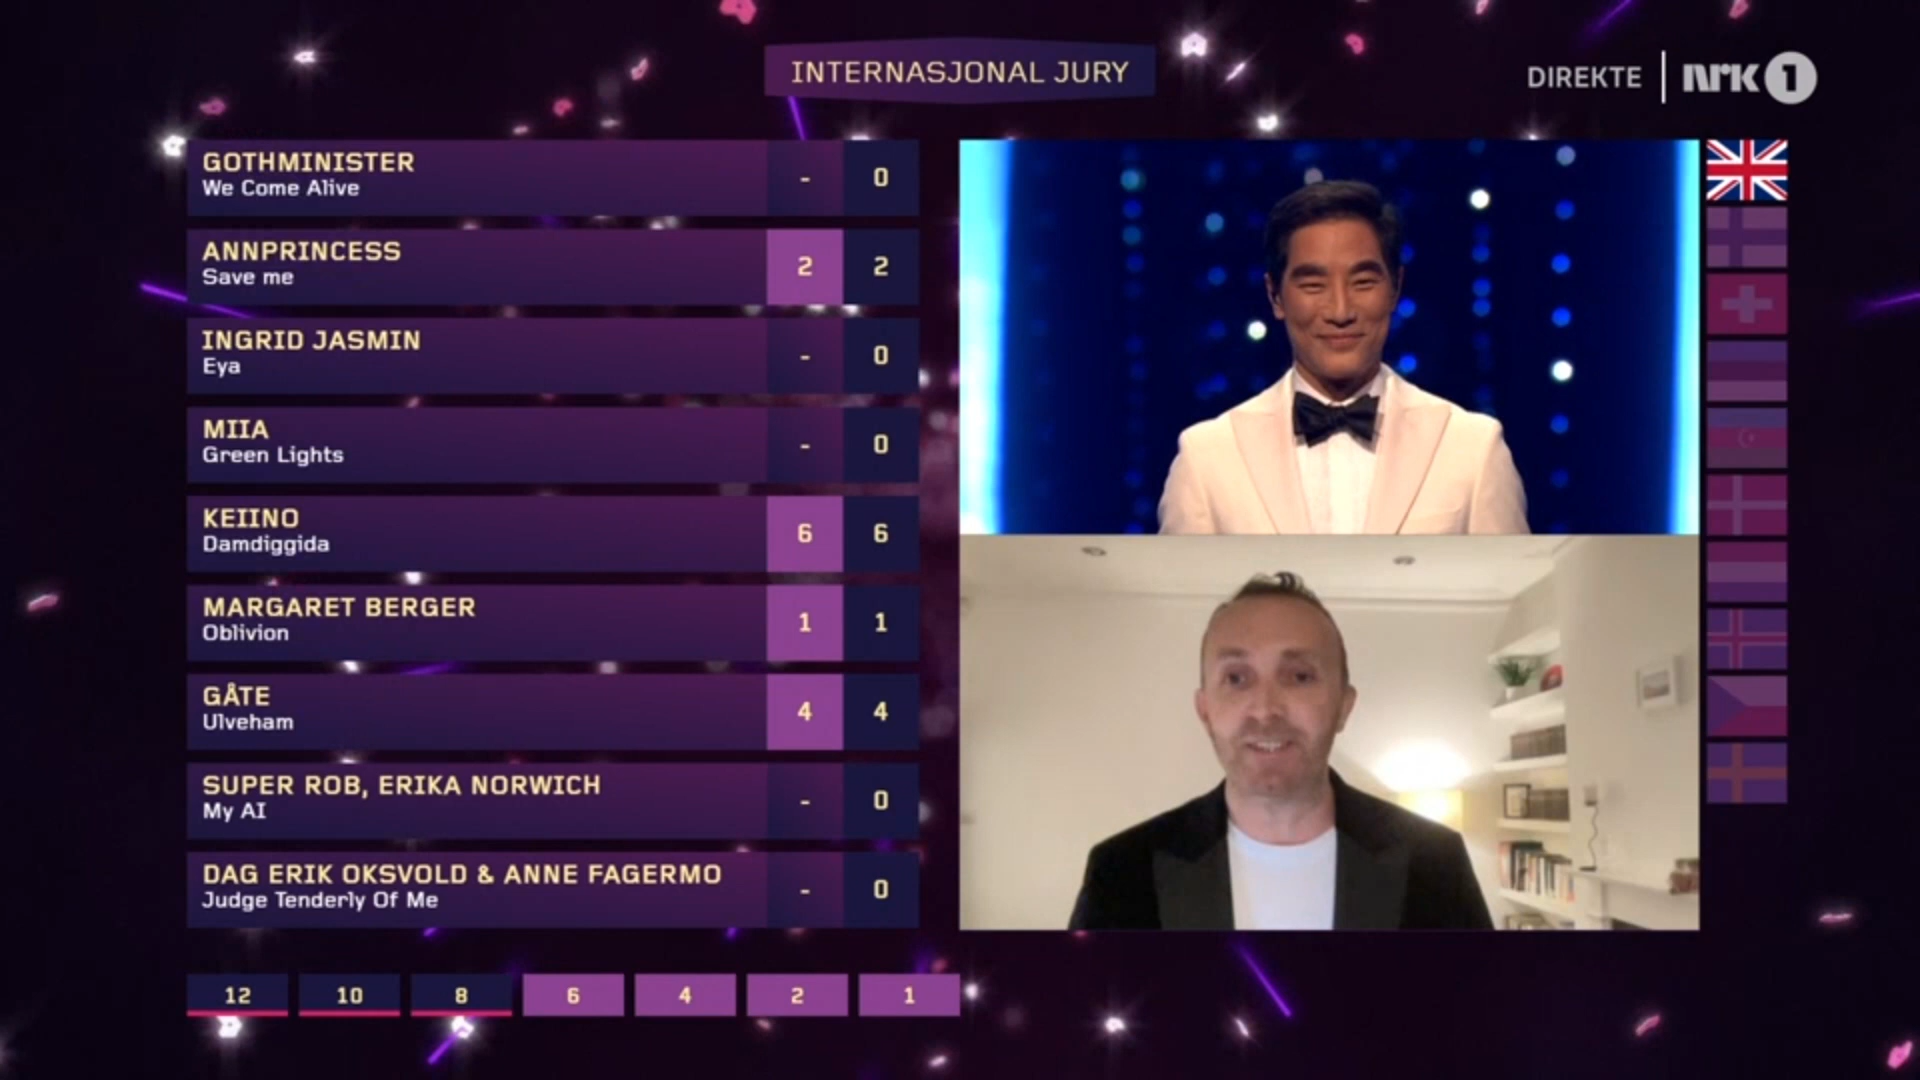 INTERNASJONAL JURY
DIREKTE
nrk 1
GOTHMINISTER - 0
We Come Alive
ANNPRINCESS 2 2
Save me
INGRID JASMIN - 0
Eya
MIIA - 0
Green Lights
KEIINO 6 6
Damdiggida
MARGARET BERGER 1 1
Oblivion
GÅTE 4 4
Ulveham
SUPER ROB, ERIKA NORWICH - 0
My AI
DAG ERIK OKSVOLD & ANNE FAGERMO - 0
Judge Tenderly Of Me
12 10 8 6 4 2 1